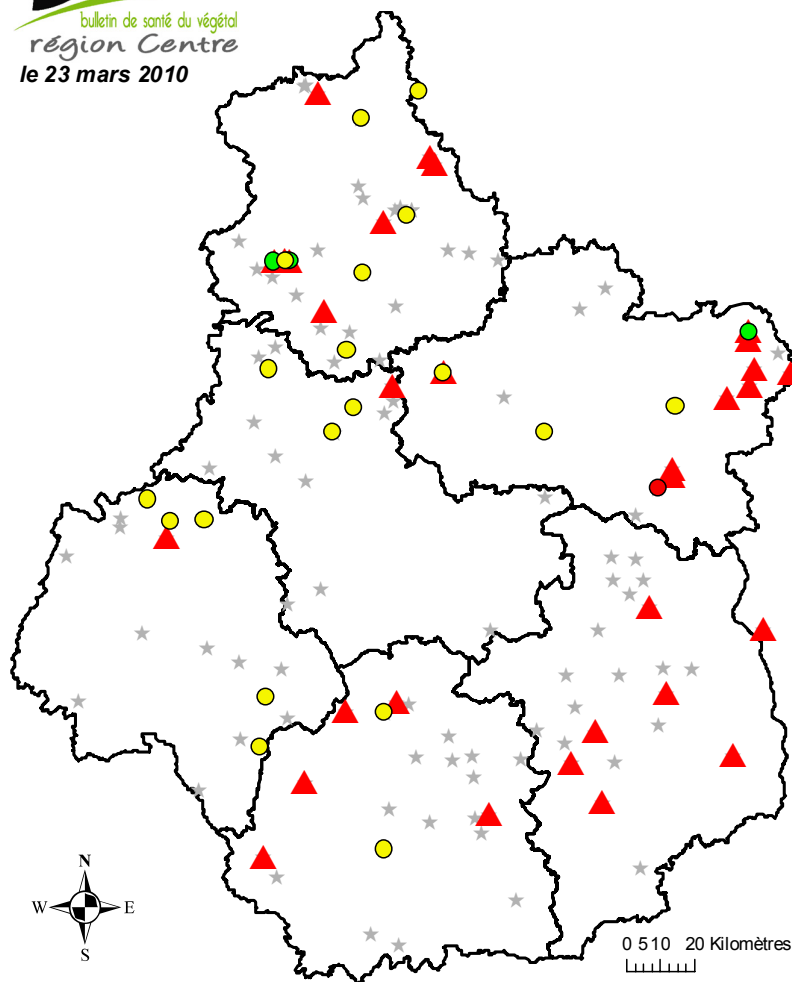 bulletin de santé du végétal
région Centre
le 23 mars 2010
N
W E
S
0 5 10 20 Kilomètres